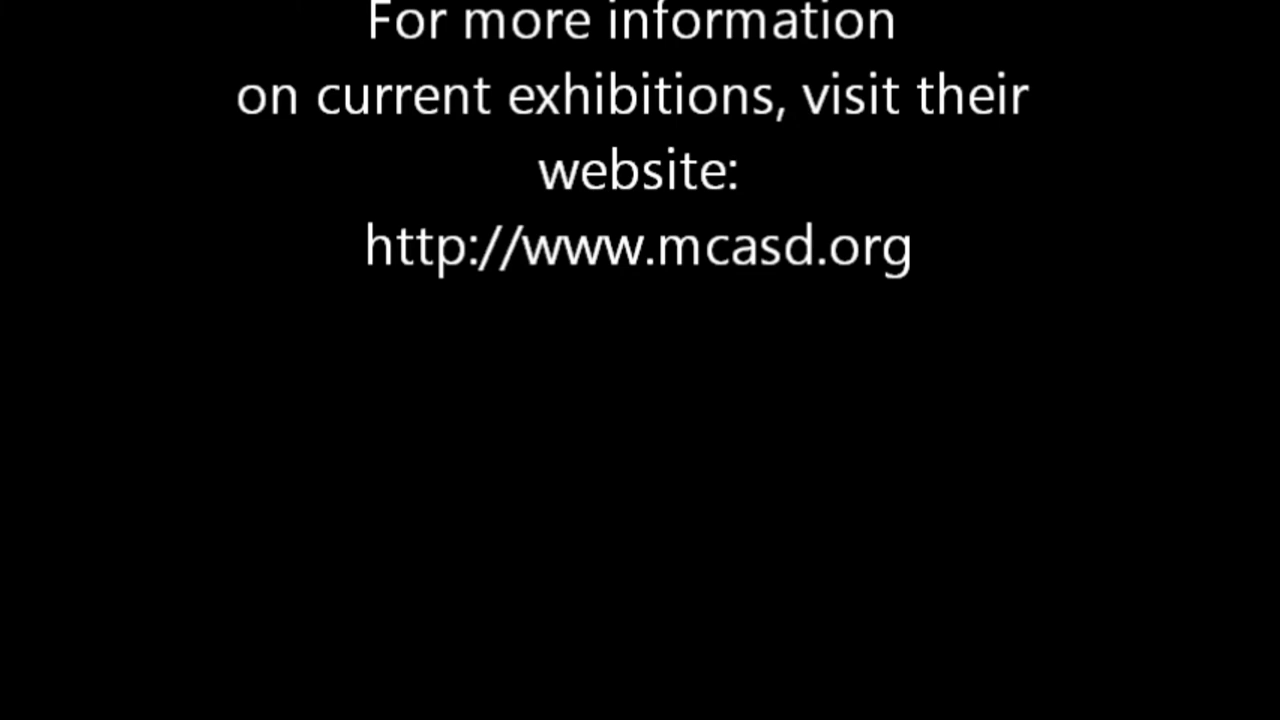 For more information
on current exhibitions, visit their
website:
http://www.mcasd.org